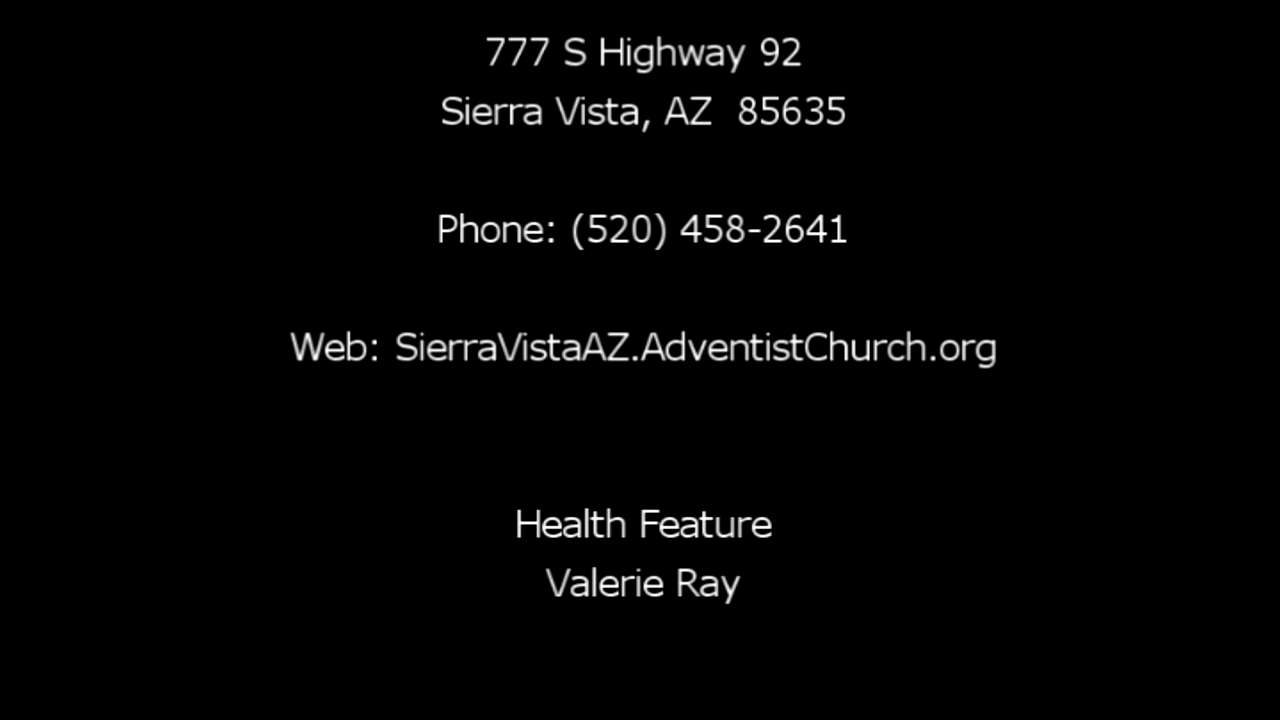 777 S Highway 92
Sierra Vista, AZ  85635
Phone: (520) 458-2641
Web: SierraVistaAZ.AdventistChurch.org
Health Feature
Valerie Ray